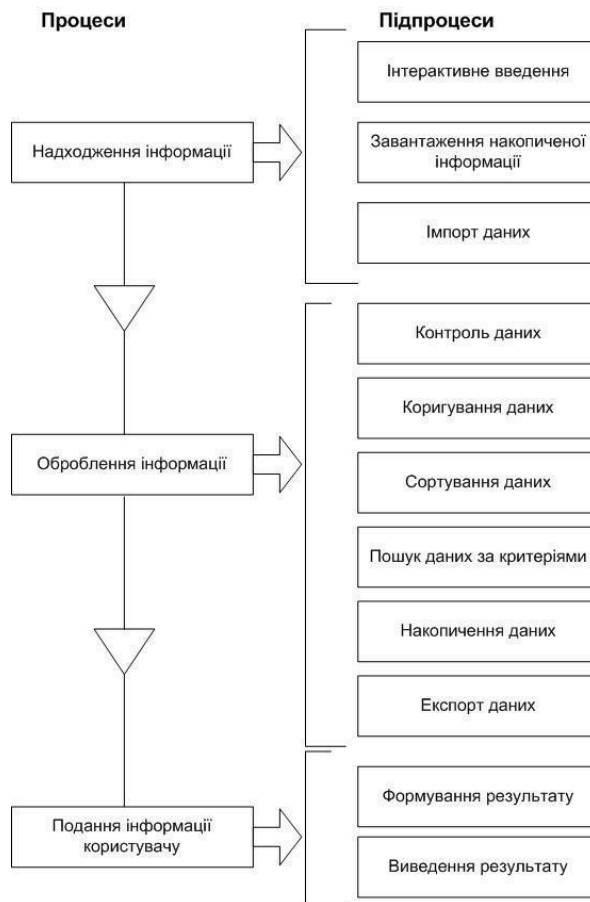 Процеси
Підпроцеси
Інтерактивне введення
Надходження інформації
Завантаження накопиченої
інформації
Імпорт даних
Контроль даних
Коригування даних
Оброблення інформації
Сортування даних
Пошук даних за критеріями
Накопичення даних
Експорт даних
Формування результату
Подання інформації
користувачу
Виведення результату